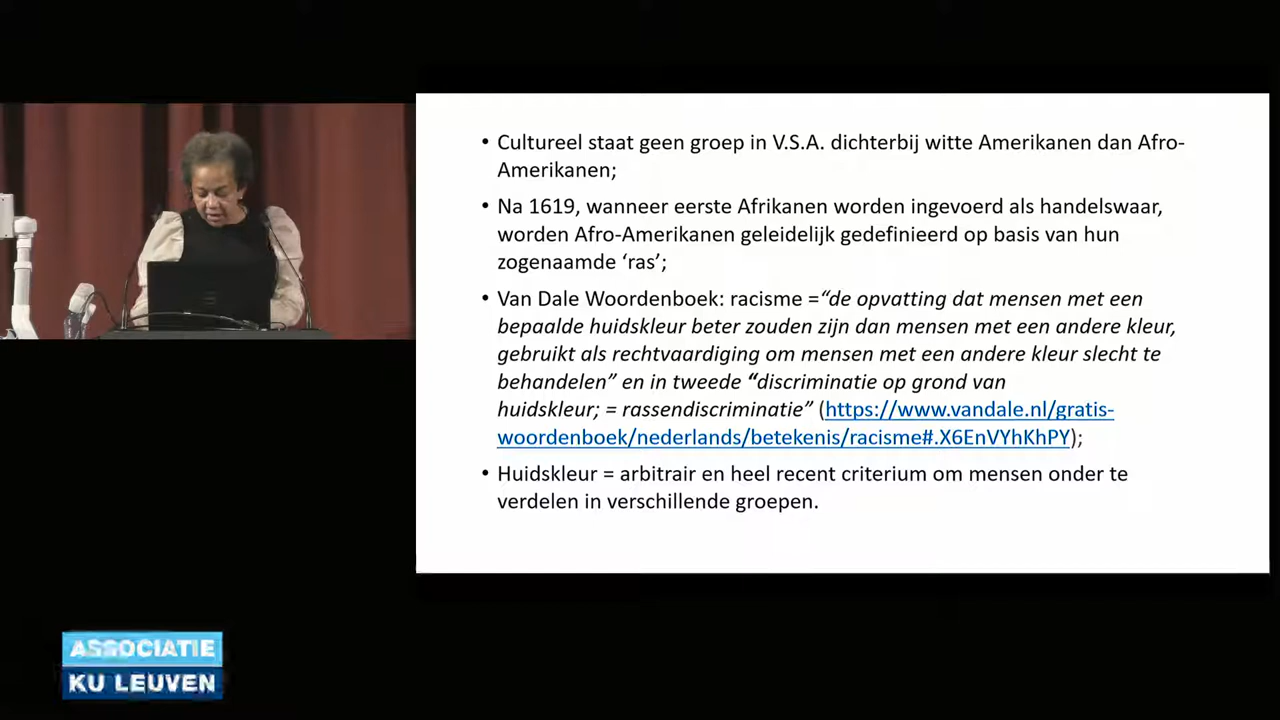 • Cultureel staat geen groep in V.S.A. dichterbij witte Amerikanen dan Afro-
Amerikanen;
• Na 1619, wanneer eerste Afrikanen worden ingevoerd als handelswaar,
worden Afro-Amerikanen geleidelijk gedefinieerd op basis van hun
zogenaamde ‘ras’;
• Van Dale Woordenboek: racisme =“de opvatting dat mensen met een
bepaalde huidskleur beter zouden zijn dan mensen met een andere kleur,
gebruikt als rechtvaardiging om mensen met een andere kleur slecht te
behandelen” en in tweede “discriminatie op grond van
huidskleur; = rassendiscriminatie” (https://www.vandale.nl/gratis-
woordenboek/nederlands/betekenis/racisme#.X6EnVYhKhPY);
• Huidskleur = arbitrair en heel recent criterium om mensen onder te
verdelen in verschillende groepen.
ASSOCIATIE
KU LEUVEN